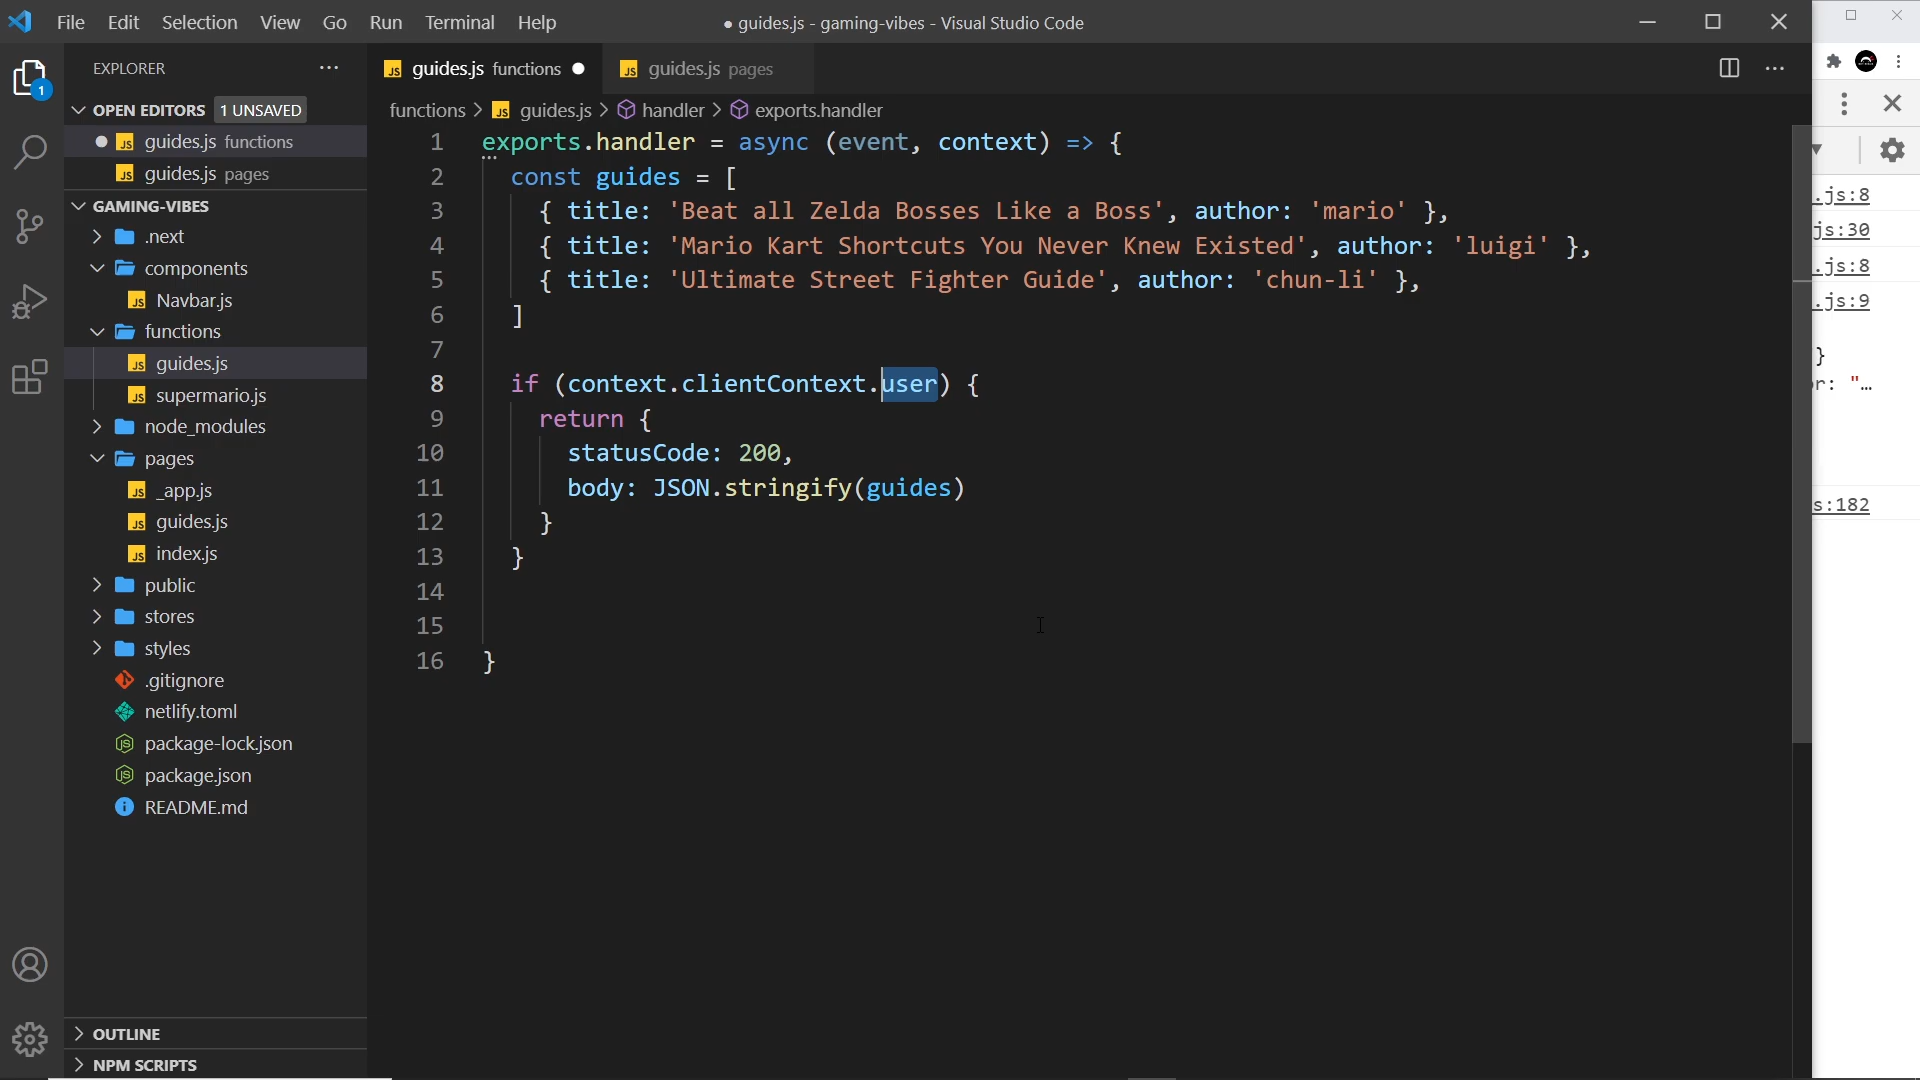 File Edit Selection View Go Run Terminal Help
● guides.js - gaming-vibes - Visual Studio Code
EXPLORER
OPEN EDITORS 1 UNSAVED
guides.js functions
guides.js pages
GAMING-VIBES
.next
components
Navbar.js
functions
guides.js
supermario.js
node_modules
pages
_app.js
guides.js
index.js
public
stores
styles
.gitignore
netlify.toml
package-lock.json
package.json
README.md
OUTLINE
NPM SCRIPTS
1
guides.js functions
guides.js pages
functions > guides.js > handler > exports.handler
1 exports.handler = async (event, context) => {
2 const guides = [
3 { title: 'Beat all Zelda Bosses Like a Boss', author: 'mario' },
4 { title: 'Mario Kart Shortcuts You Never Knew Existed', author: 'luigi' },
5 { title: 'Ultimate Street Fighter Guide', author: 'chun-li' },
6 ]
7
8 if (context.clientContext.user) {
9 return {
10 statusCode: 200,
11 body: JSON.stringify(guides)
12 }
13 }
14
15
16 }
.js:8
js:30
.js:8
.js:9
}
r: "…
s:182